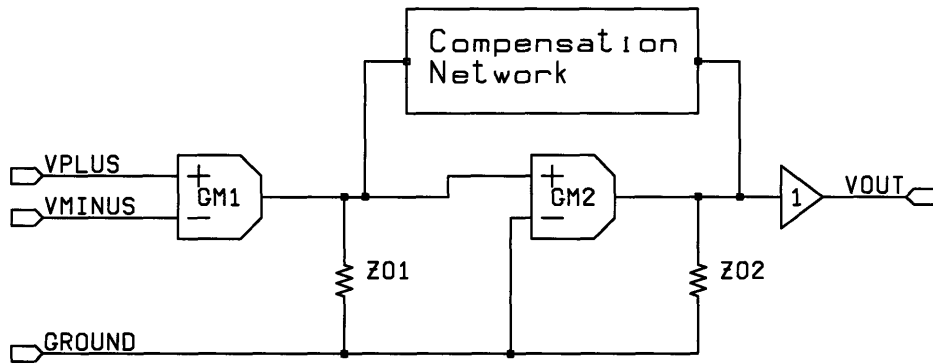 Compensation
Network
VPLUS
+
GM1
VMINUS
−
+
GM2
−
1
VOUT
ZO1
ZO2
GROUND